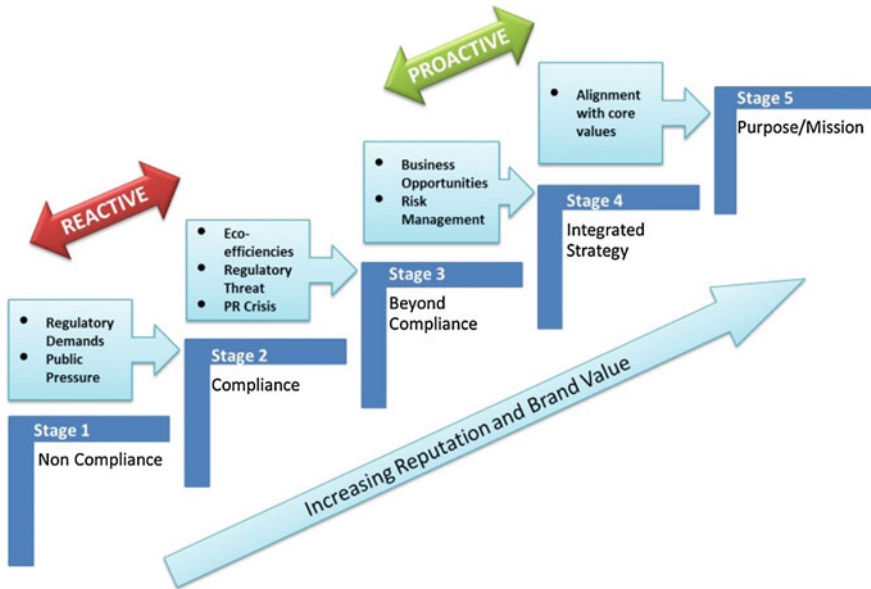 REACTIVE
PROACTIVE
• Regulatory
Demands
• Public
Pressure
Stage 1
Non Compliance
• Eco-
efficiencies
• Regulatory
Threat
• PR Crisis
Stage 2
Compliance
• Business
Opportunities
• Risk
Management
Stage 3
Beyond
Compliance
• Alignment
with core
values
Stage 4
Integrated
Strategy
Stage 5
Purpose/Mission
Increasing Reputation and Brand Value